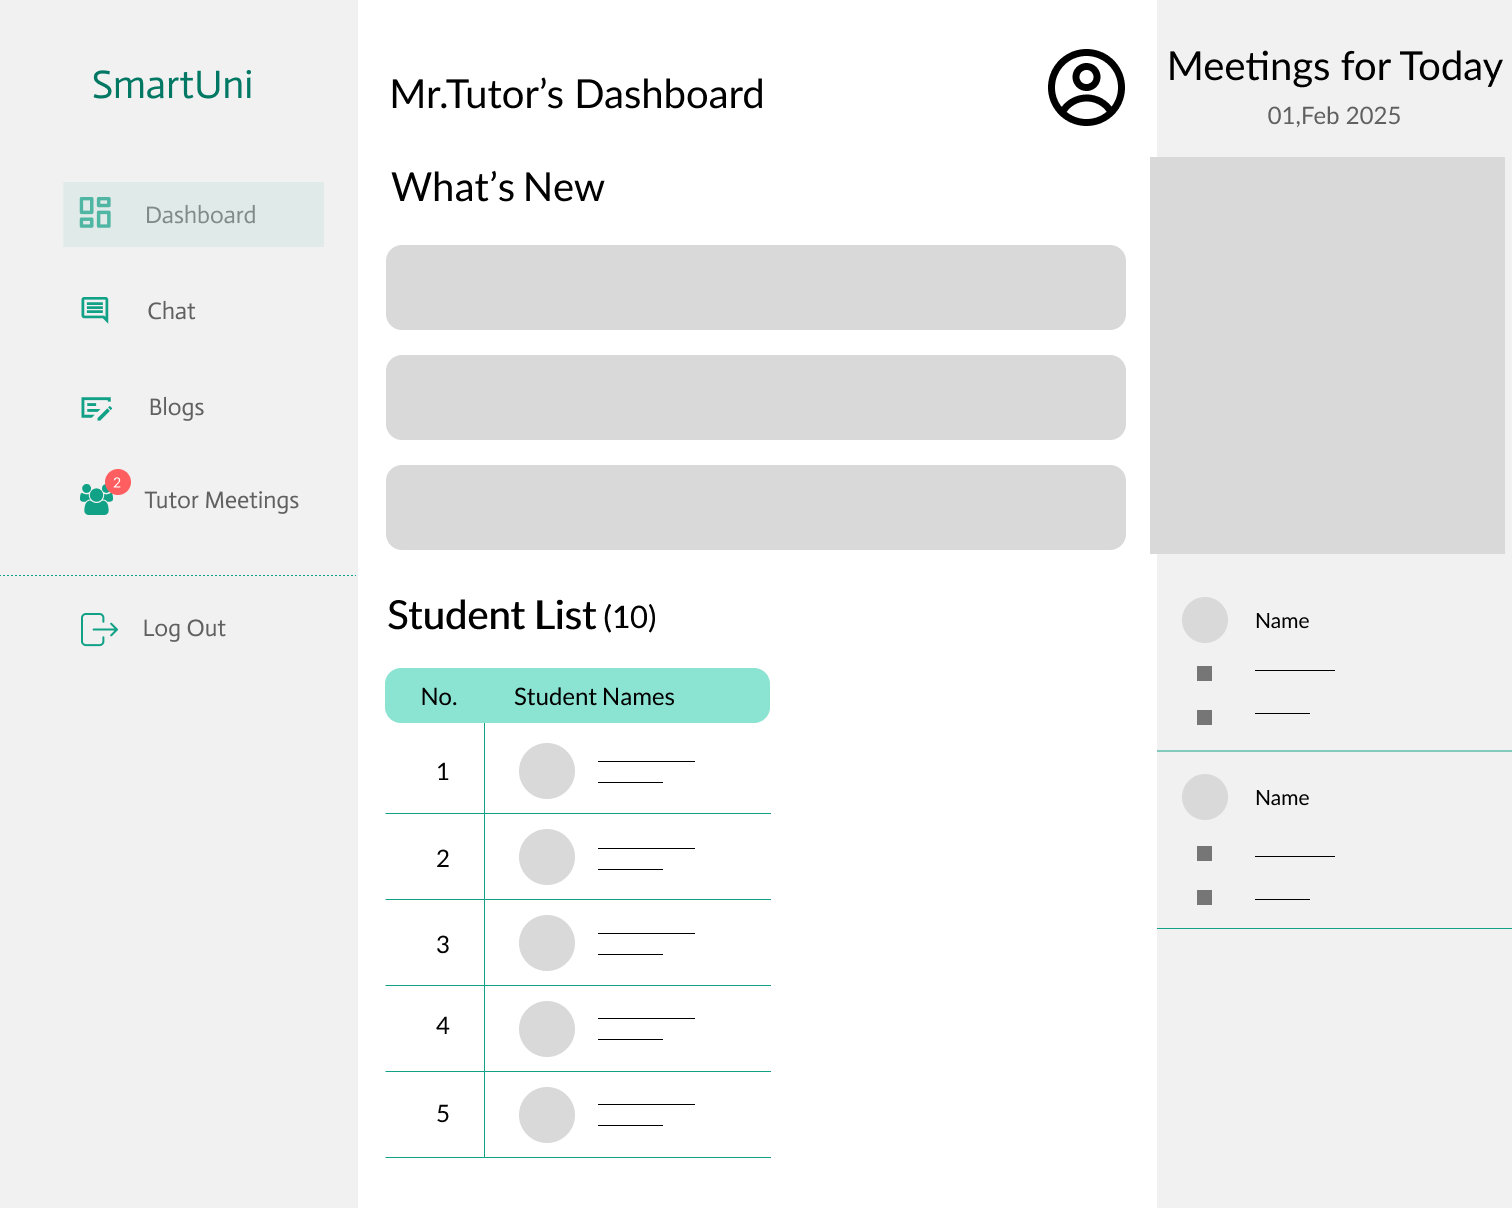 SmartUni
Dashboard
Chat
Blogs
2
Tutor Meetings
Log Out
Mr.Tutor’s Dashboard
What’s New
Student List (10)
No. Student Names
1
2
3
4
5
Meetings for Today
01,Feb 2025
Name
Name